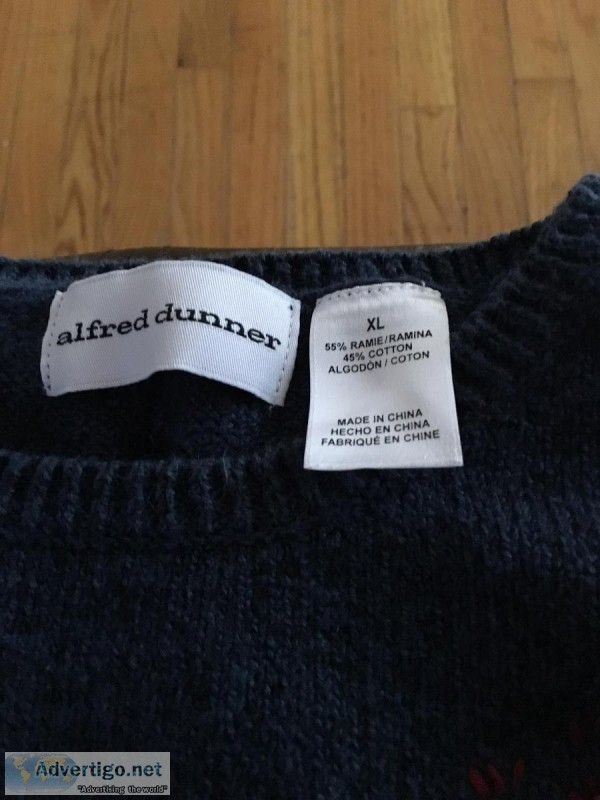 alfred dunner
XL
55% RAMIE/RAMINA
45% COTTON
ALGODÓN / COTON
MADE IN CHINA
HECHO EN CHINA
FABRIQUÉ EN CHINE
Advertigo.net
"Advertising the world"